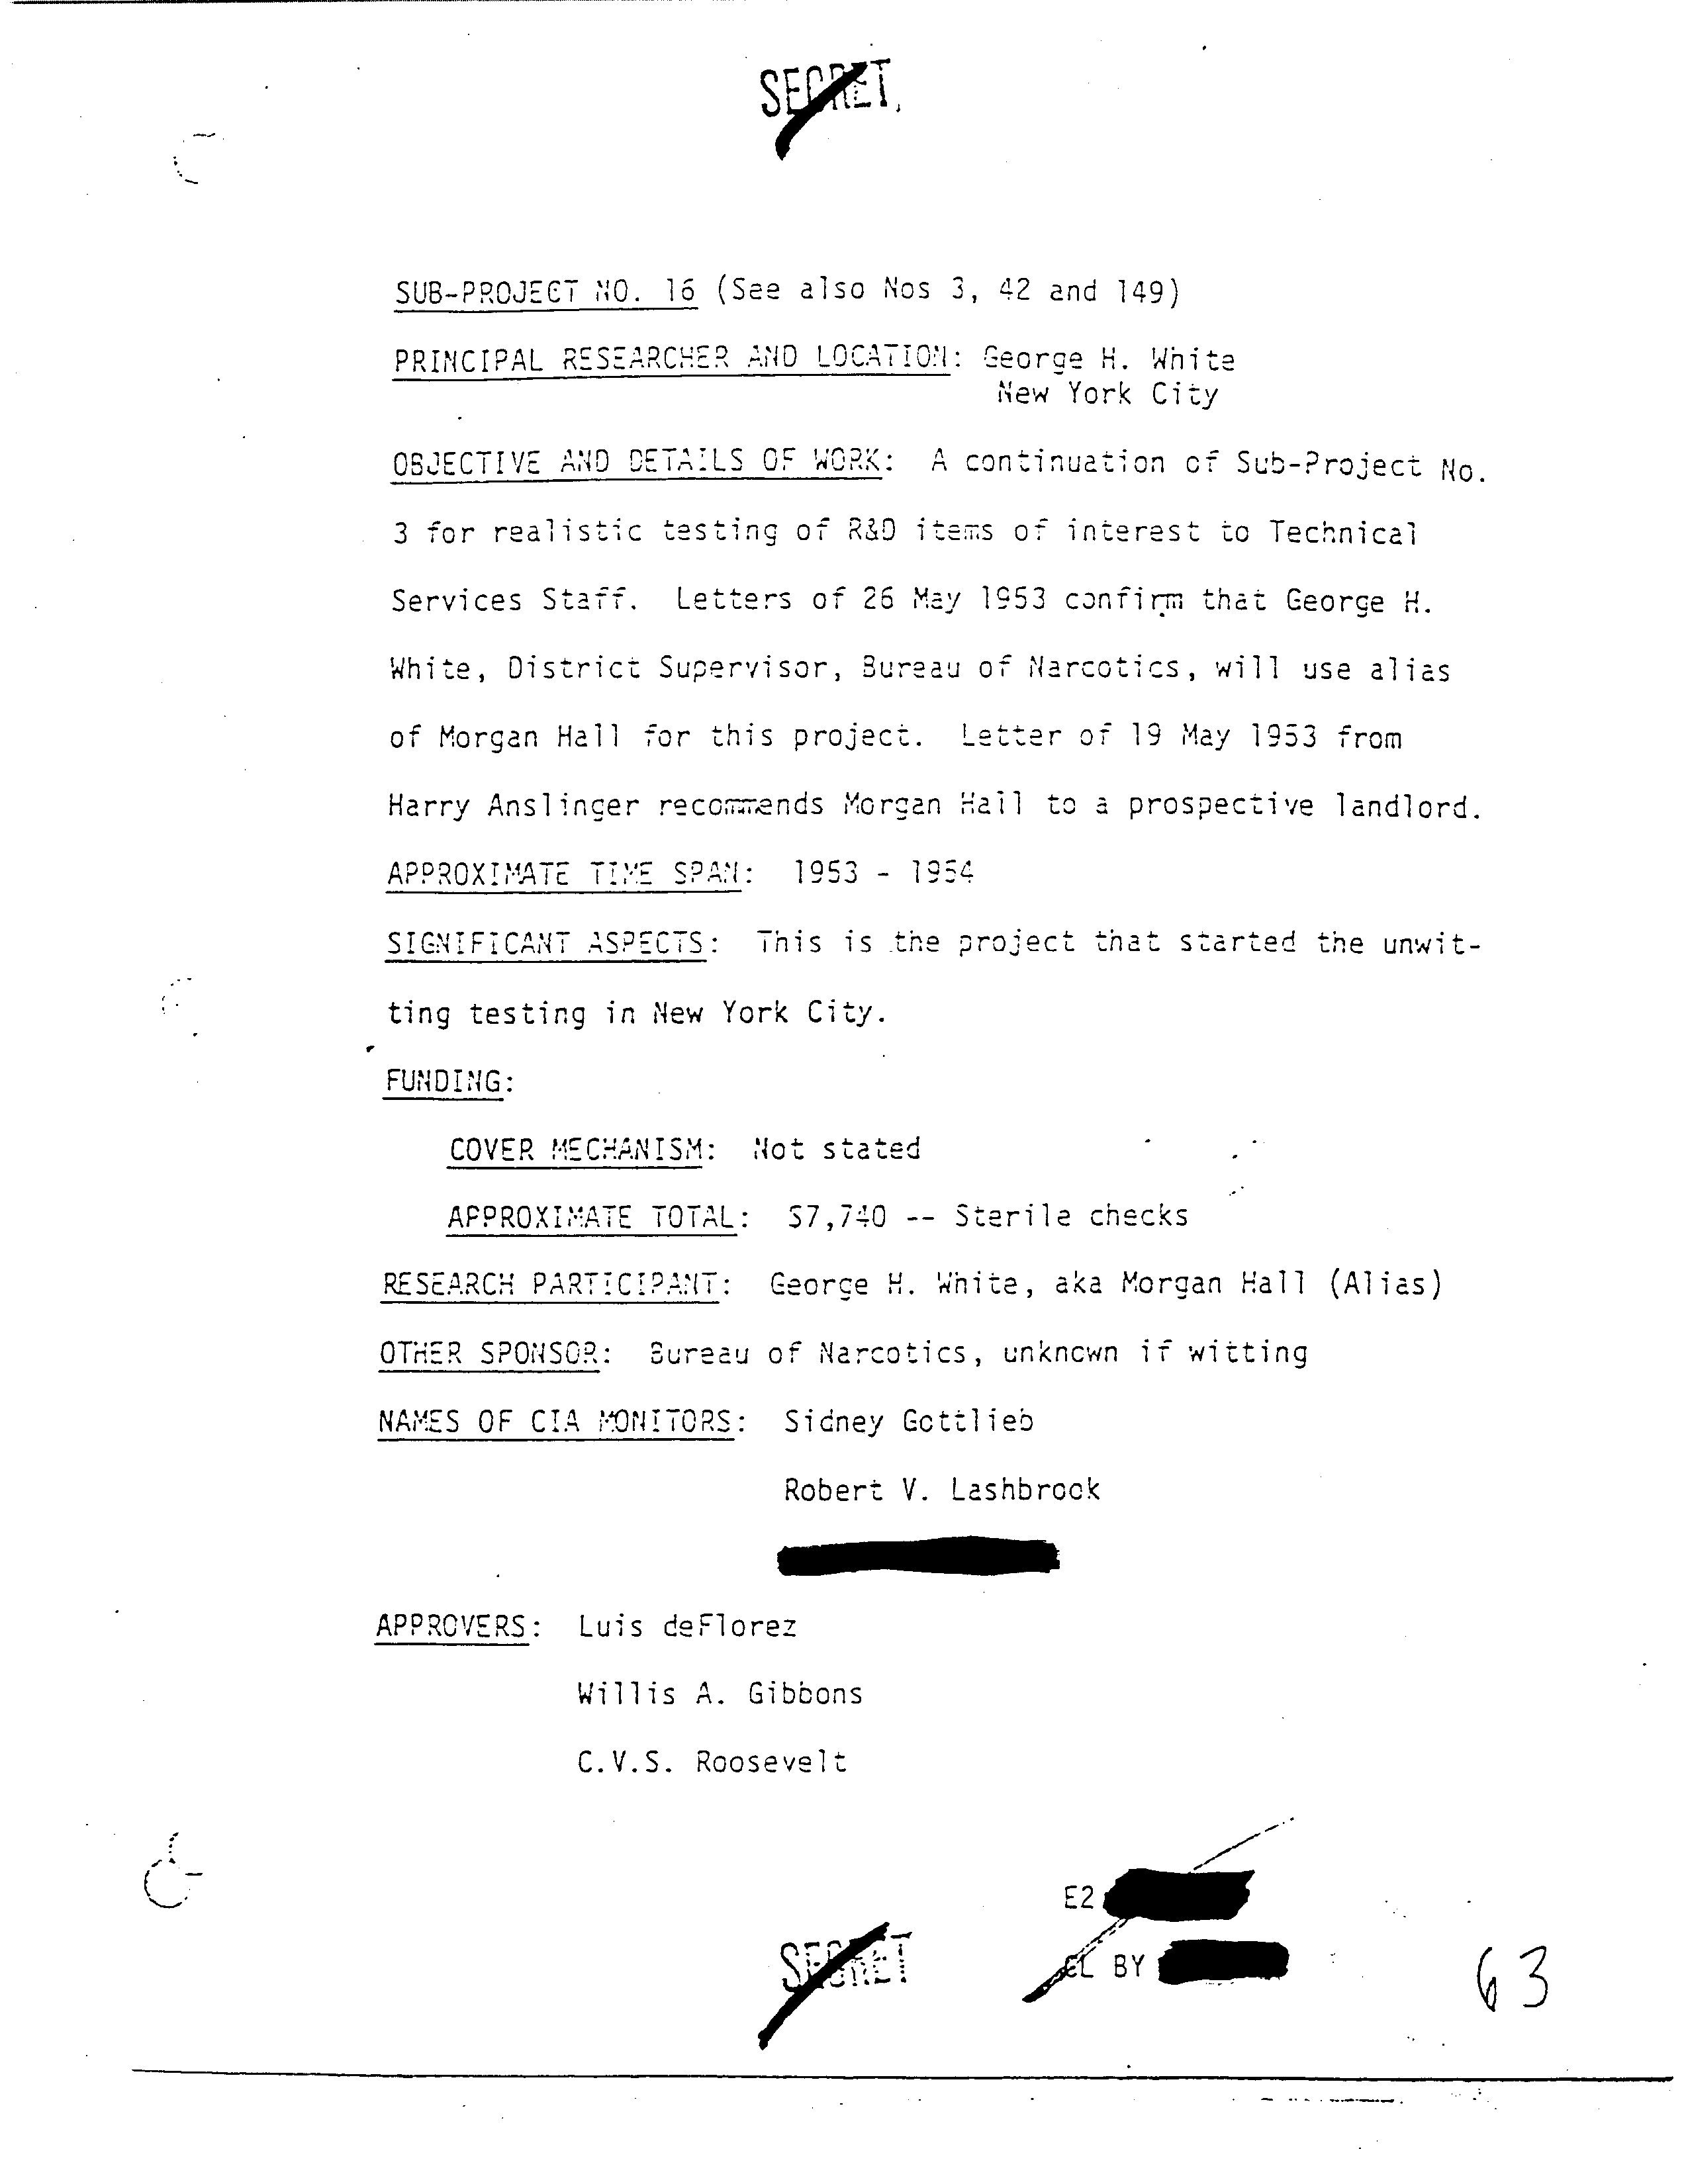 SECRET
SUB-PROJECT NO. 16 (See also Nos 3, 42 and 149)
PRINCIPAL RESEARCHER AND LOCATION: George H. White
New York City
OBJECTIVE AND DETAILS OF WORK: A continuation of Sub-Project No.
3 for realistic testing of R&D items of interest to Technical
Services Staff. Letters of 26 May 1953 confirm that George H.
White, District Supervisor, Bureau of Narcotics, will use alias
of Morgan Hall for this project. Letter of 19 May 1953 from
Harry Anslinger recommends Morgan Hall to a prospective landlord.
APPROXIMATE TIME SPAN: 1953 - 1954
SIGNIFICANT ASPECTS: This is the project that started the unwit-
ting testing in New York City.
FUNDING:
COVER MECHANISM: Not stated
APPROXIMATE TOTAL: $7,740 -- Sterile checks
RESEARCH PARTICIPANT: George H. White, aka Morgan Hall (Alias)
OTHER SPONSOR: Bureau of Narcotics, unknown if witting
NAMES OF CIA MONITORS: Sidney Gottlieb
Robert V. Lashbrook
APPROVERS: Luis deFlorez
Willis A. Gibbons
C.V.S. Roosevelt
E2
CL BY
SECRET
63